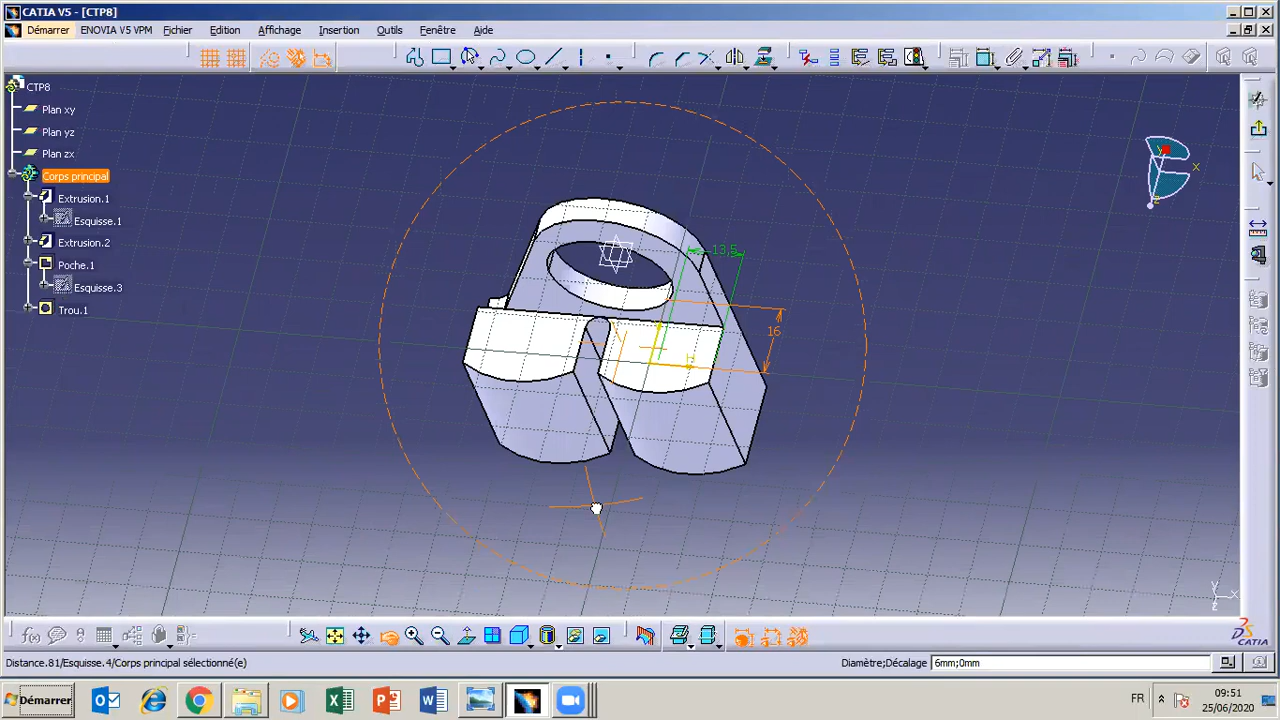 CATIA V5 - [CTP8]
Démarrer ENOVIA V5 VPM Fichier Edition Affichage Insertion Outils Fenêtre Aide
CTP8
Plan xy
Plan yz
Plan zx
Corps principal
Extrusion.1
Esquisse.1
Extrusion.2
Poche.1
Esquisse.3
Trou.1
13,5
16
H
x
y
z
y
x
z
f(x)
CATIA
Distance.81/Esquisse.4/Corps principal sélectionné(e)
Diamètre;Décalage 6mm;0mm
Démarrer
FR
09:51
25/06/2020